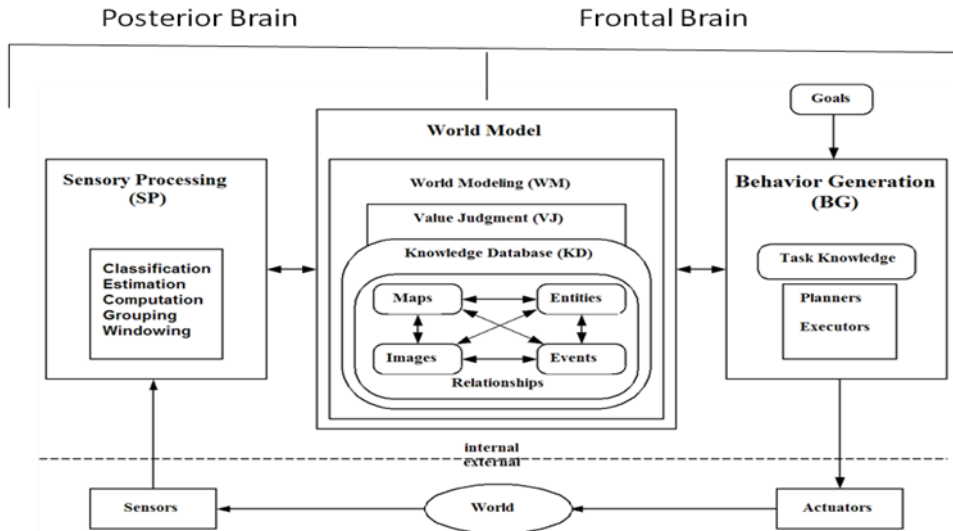 Posterior Brain
Frontal Brain
Goals
World Model
Sensory Processing
(SP)
World Modeling (WM)
Behavior Generation
(BG)
Value Judgment (VJ)
Knowledge Database (KD)
Task Knowledge
Classification
Estimation
Computation
Grouping
Windowing
Maps
Entities
Planners
Executors
Images
Events
Relationships
internal
external
Sensors
World
Actuators